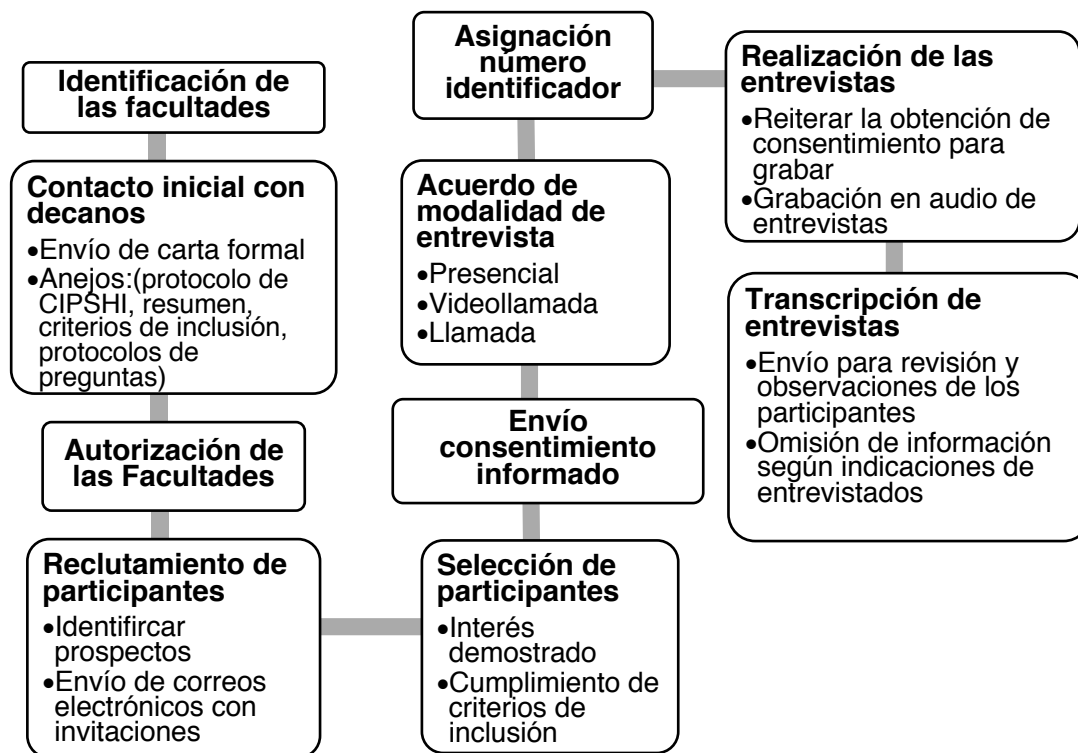 Identificación de
las facultades
Contacto inicial con
decanos
•Envío de carta formal
•Anejos:(protocolo de
CIPSHI, resumen,
criterios de inclusión,
protocolos de
preguntas)
Autorización de
las Facultades
Reclutamiento de
participantes
•Identifircar
prospectos
•Envío de correos
electrónicos con
invitaciones
Selección de
participantes
•Interés
demostrado
•Cumplimiento de
criterios de
inclusión
Envío
consentimiento
informado
Acuerdo de
modalidad de
entrevista
•Presencial
•Videollamada
•Llamada
Asignación
número
identificador
Realización de las
entrevistas
•Reiterar la obtención de
consentimiento para
grabar
•Grabación en audio de
entrevistas
Transcripción de
entrevistas
•Envío para revisión y
observaciones de los
participantes
•Omisión de información
según indicaciones de
entrevistados